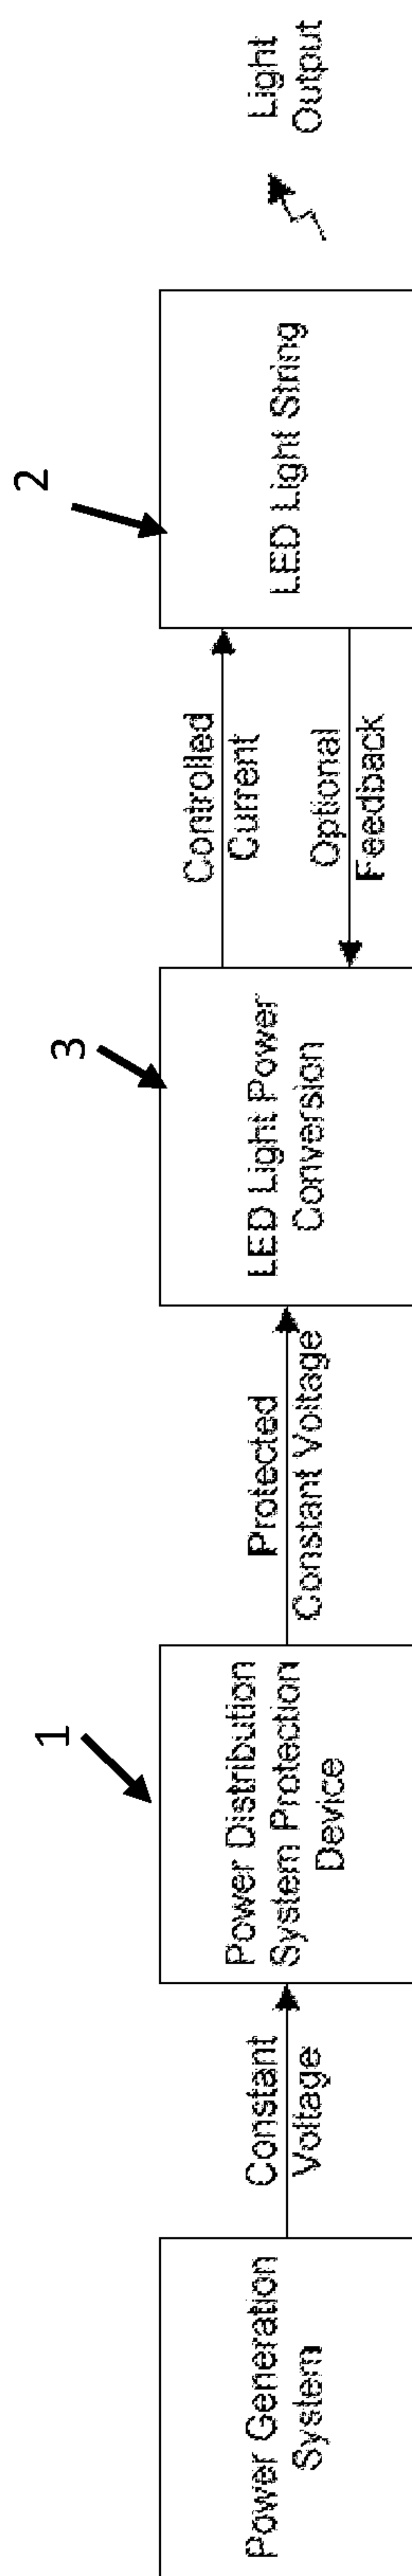 Power Generation
System
Constant
Voltage
1
Power Distribution
System Protection
Device
Protected
Constant Voltage
3
LED Light Power
Conversion
Controlled
Current
Optional
Feedback
2
LED Light String
Light
Output